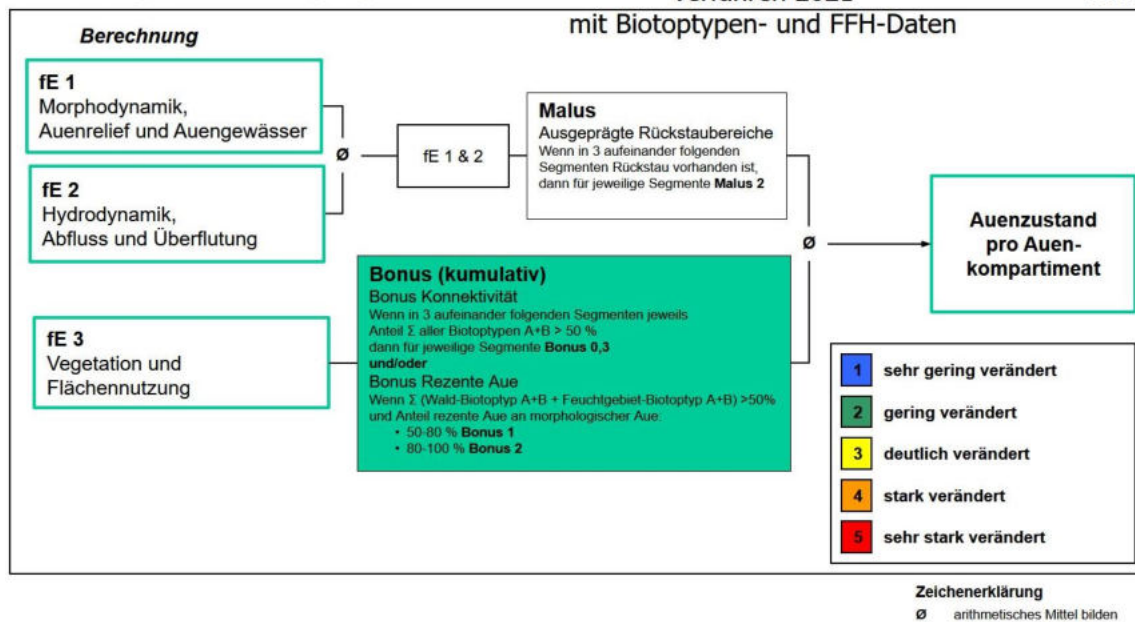 mit Biotoptypen- und FFH-Daten
Berechnung
fE 1
Morphodynamik,
Auenrelief und Auengewässer
fE 2
Hydrodynamik,
Abfluss und Überflutung
Ø
fE 1 & 2
Malus
Ausgeprägte Rückstaubereiche
Wenn in 3 aufeinander folgenden
Segmenten Rückstau vorhanden ist,
dann für jeweilige Segmente Malus 2
fE 3
Vegetation und
Flächennutzung
Bonus (kumulativ)
Bonus Konnektivität
Wenn in 3 aufeinander folgenden Segmenten jeweils
Anteil Σ aller Biotoptypen A+B > 50 %
dann für jeweilige Segmente Bonus 0,3
und/oder
Bonus Rezente Aue
Wenn Σ (Wald-Biotoptyp A+B + Feuchtgebiet-Biotoptyp A+B) >50%
und Anteil rezente Aue an morphologischer Aue:
• 50-80 % Bonus 1
• 80-100 % Bonus 2
Ø
Auenzustand
pro Auen-
kompartiment
1 sehr gering verändert
2 gering verändert
3 deutlich verändert
4 stark verändert
5 sehr stark verändert
Zeichenerklärung
Ø arithmetisches Mittel bilden